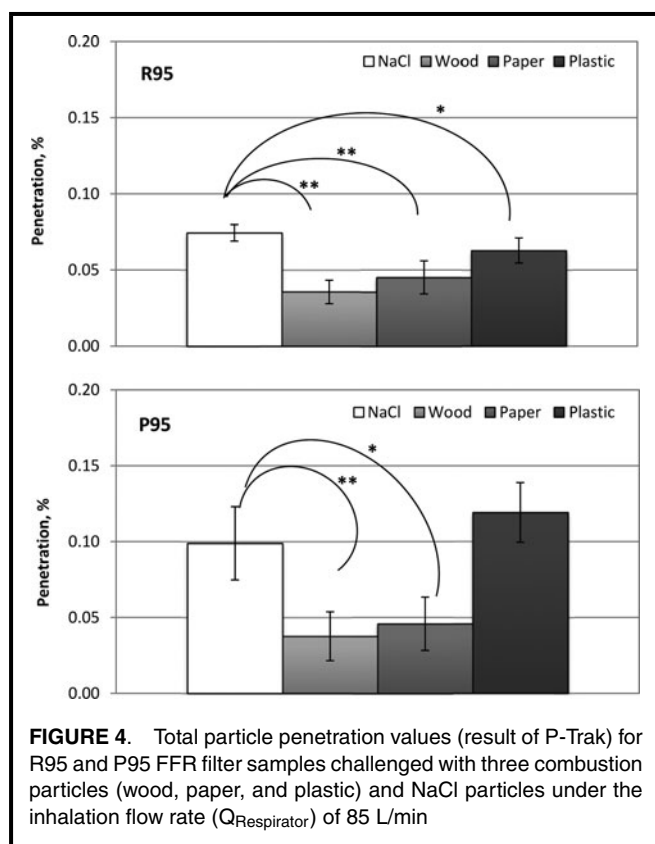 0.20
R95
NaCl Wood Paper Plastic
0.15
*
**
0.10
**
0.05
0.00
Penetration, %
0.20
P95
NaCl Wood Paper Plastic
0.15
*
**
0.10
0.05
0.00
Penetration, %
FIGURE 4. Total particle penetration values (result of P-Trak) for
R95 and P95 FFR filter samples challenged with three combustion
particles (wood, paper, and plastic) and NaCl particles under the
inhalation flow rate (QRespirator) of 85 L/min